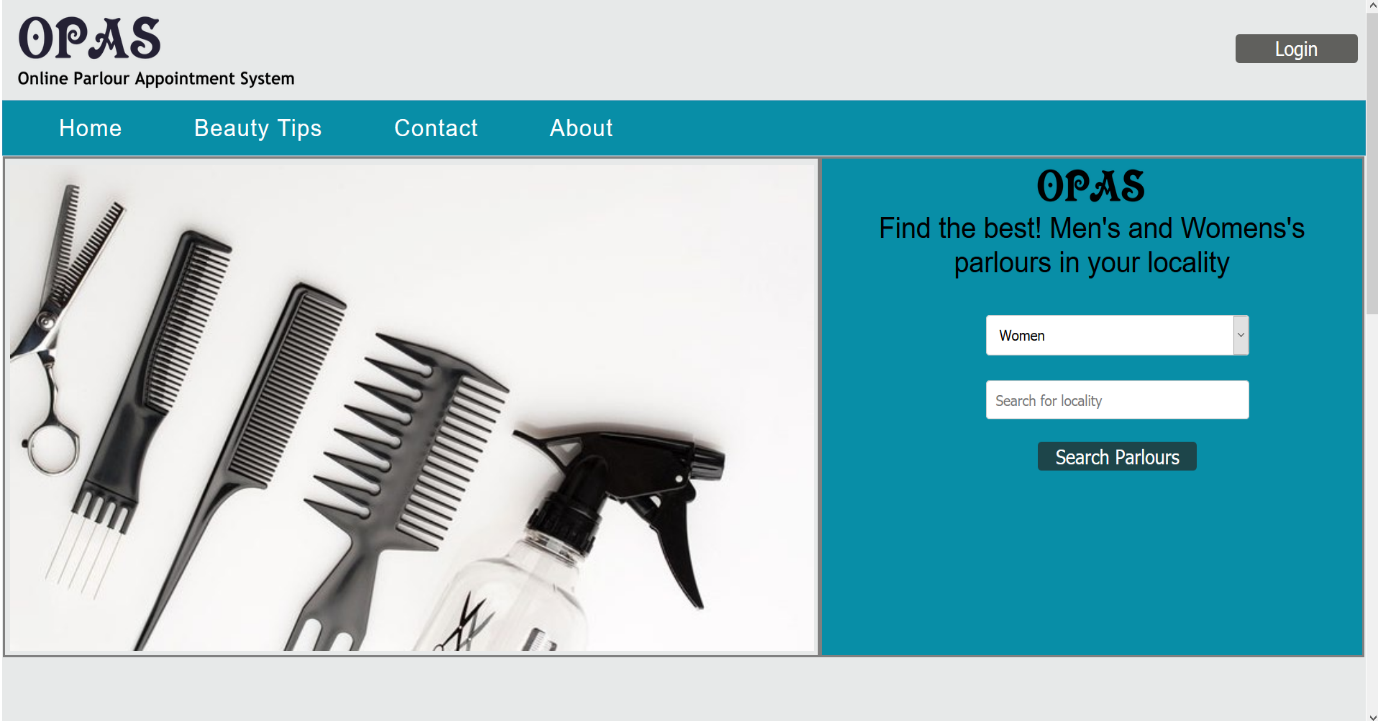 OPAS
Online Parlour Appointment System
Login
Home
Beauty Tips
Contact
About
OPAS
Find the best! Men's and Womens's
parlours in your locality
Women
Search for locality
Search Parlours